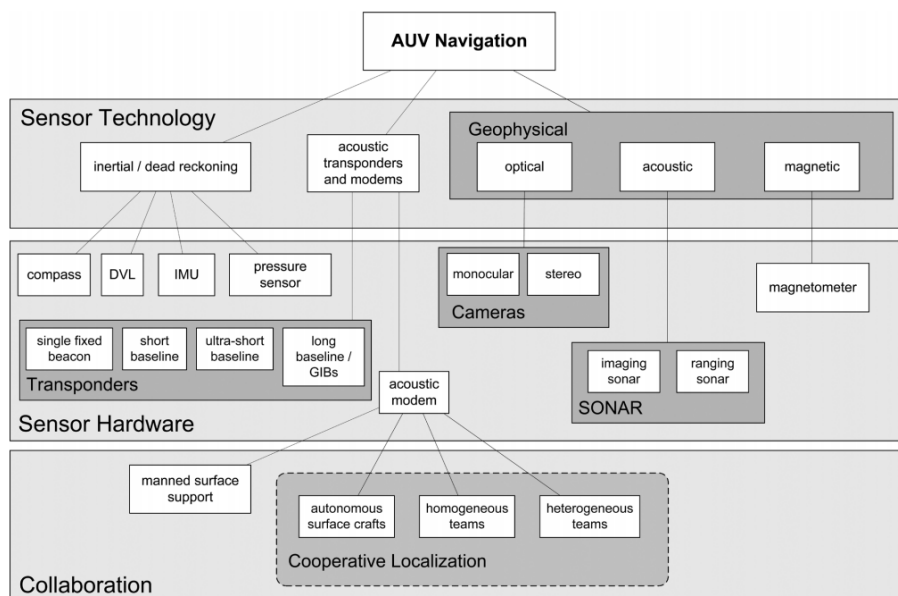 AUV Navigation
Sensor Technology
inertial / dead reckoning
acoustic
transponders
and modems
Geophysical
optical
acoustic
magnetic
compass
DVL
IMU
pressure
sensor
monocular
stereo
Cameras
magnetometer
single fixed
beacon
short
baseline
ultra-short
baseline
long
baseline /
GIBs
Transponders
acoustic
modem
imaging
sonar
ranging
sonar
SONAR
Sensor Hardware
manned surface
support
autonomous
surface crafts
homogeneous
teams
heterogeneous
teams
Cooperative Localization
Collaboration